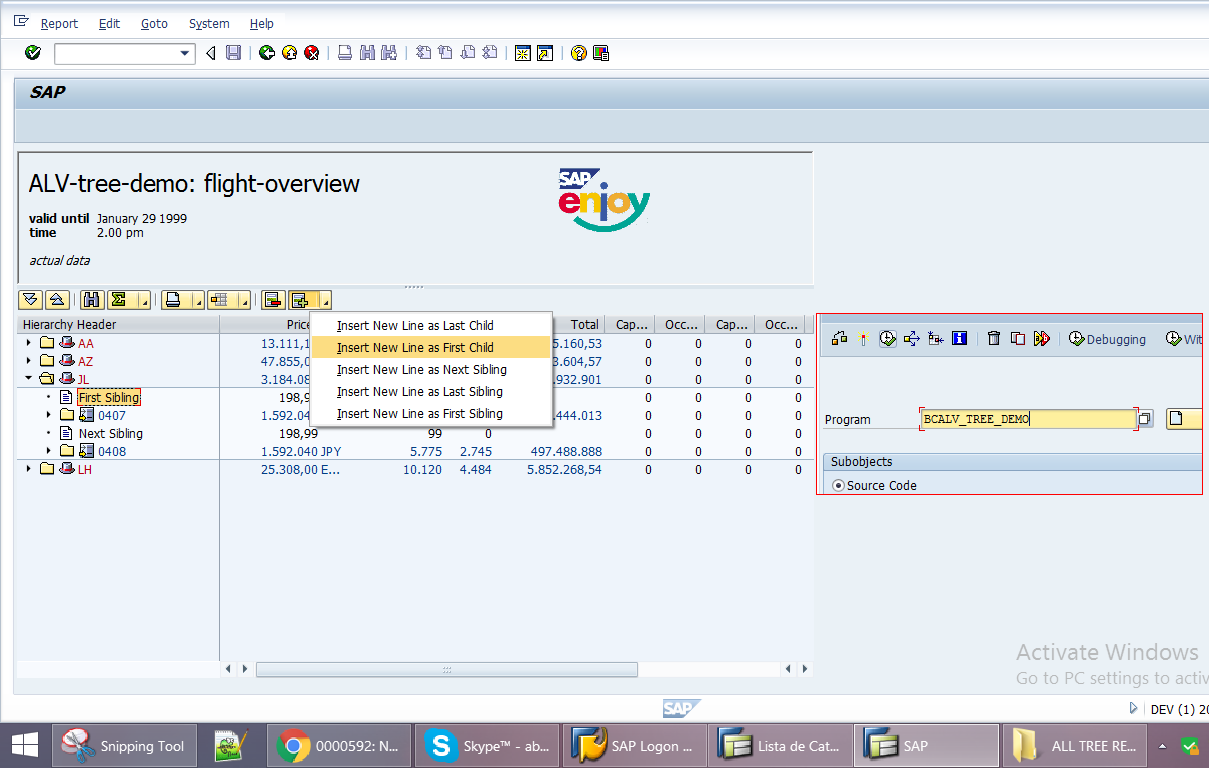 Report Edit Goto System Help
SAP
ALV-tree-demo: flight-overview
SAP
enjoy
valid until January 29 1999
time 2.00 pm
actual data
Hierarchy Header Price Total Cap... Occ... Cap... Occ...
Insert New Line as Last Child
Insert New Line as First Child
Insert New Line as Next Sibling
Insert New Line as Last Sibling
Insert New Line as First Sibling
AA 13.111,1 5.160,53 0 0 0 0
AZ 47.855,0 3.604,57 0 0 0 0
JL 3.184.08 .932.901 0 0 0 0
First Sibling 198,9 0 0 0 0
0407 1.592.04 .444.013 0 0 0 0
Next Sibling 198,99 99 0 0 0 0 0
0408 1.592.040 JPY 5.775 2.745 497.488.888 0 0 0 0
LH 25.308,00 E... 10.120 4.484 5.852.268,54 0 0 0 0
Debugging Wit
Program BCALV_TREE_DEMO
Subobjects
Source Code
Activate Windows
Go to PC settings to activ
SAP
DEV (1) 20
Snipping Tool
0000592: N...
Skype™ - ab...
SAP Logon ...
Lista de Cat...
SAP
ALL TREE RE...